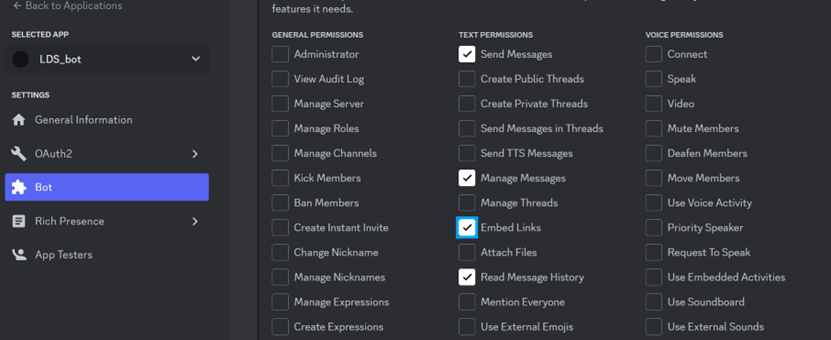 ← Back to Applications
SELECTED APP
LDS_bot
SETTINGS
General Information
OAuth2
Bot
Rich Presence
App Testers
features it needs.
GENERAL PERMISSIONS
Administrator
View Audit Log
Manage Server
Manage Roles
Manage Channels
Kick Members
Ban Members
Create Instant Invite
Change Nickname
Manage Nicknames
Manage Expressions
Create Expressions
TEXT PERMISSIONS
Send Messages
Create Public Threads
Create Private Threads
Send Messages in Threads
Send TTS Messages
Manage Messages
Manage Threads
Embed Links
Attach Files
Read Message History
Mention Everyone
Use External Emojis
VOICE PERMISSIONS
Connect
Speak
Video
Mute Members
Deafen Members
Move Members
Use Voice Activity
Priority Speaker
Request To Speak
Use Embedded Activities
Use Soundboard
Use External Sounds